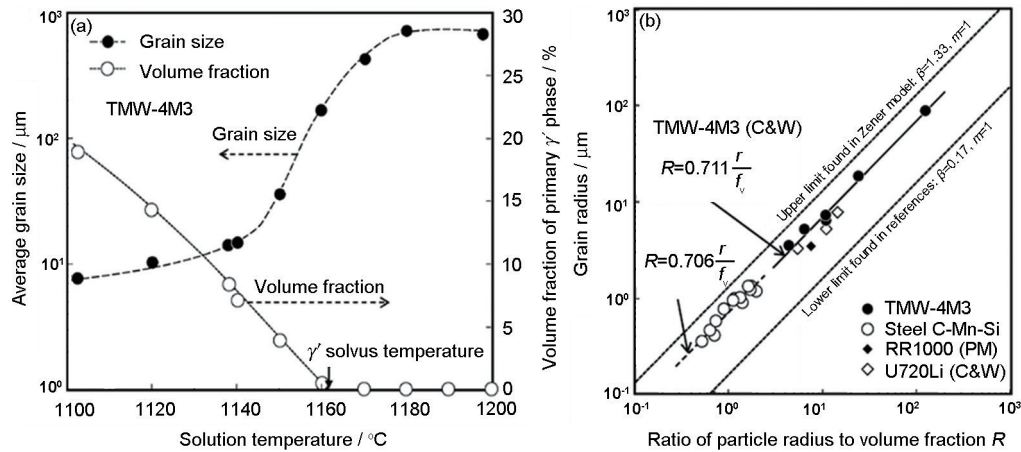 (a)
Grain size
Volume fraction
TMW-4M3
Grain size
Volume fraction
γ′ solvus temperature
10³
10²
10¹
10⁰
Average grain size / μm
30
25
20
15
10
5
4
0
Volume fraction of primary γ′ phase / %
1100 1120 1140 1160 1180 1200
Solution temperature / °C
(b)
Upper limit found in Zener model: β=1.33, m=1
TMW-4M3 (C&W)
R=0.711 r/fᵥ
R=0.706 r/fᵥ
Lower limit found in references: β=0.17, m=1
TMW-4M3
Steel C-Mn-Si
RR1000 (PM)
U720Li (C&W)
10³
10²
10¹
10⁰
10⁻¹
Grain radius / μm
10⁻¹ 10⁰ 10¹ 10² 10³
Ratio of particle radius to volume fraction R